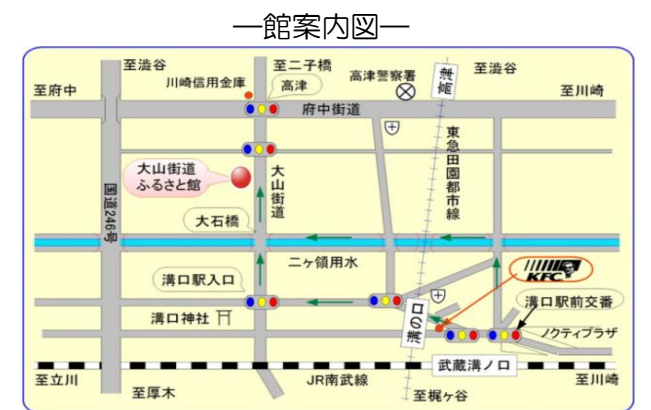 ―館案内図―
至澁谷
至二子橋
至澁谷
川崎信用金庫
高津
高津警察署
高津
至府中
至川崎
府中街道
大山街道
ふるさと館
大山街道
東急田園都市線
国道246号
大石橋
二ヶ領用水
KFC
溝口駅入口
溝口駅前交番
溝口神社
溝の口
ノクティプラザ
武蔵溝ノ口
至立川
JR南武線
至川崎
至厚木
至梶ヶ谷